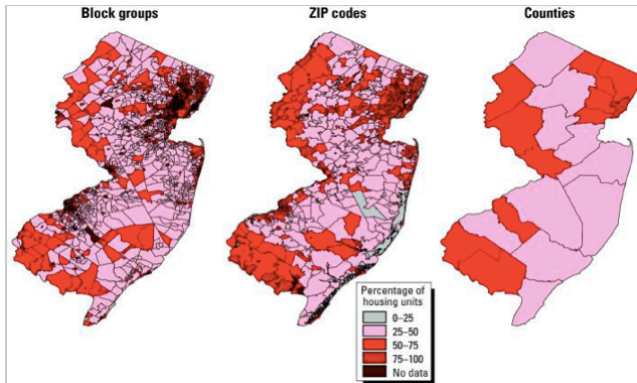 Block groups
ZIP codes
Counties
Percentage of
housing units
0–25
25–50
50–75
75–100
No data